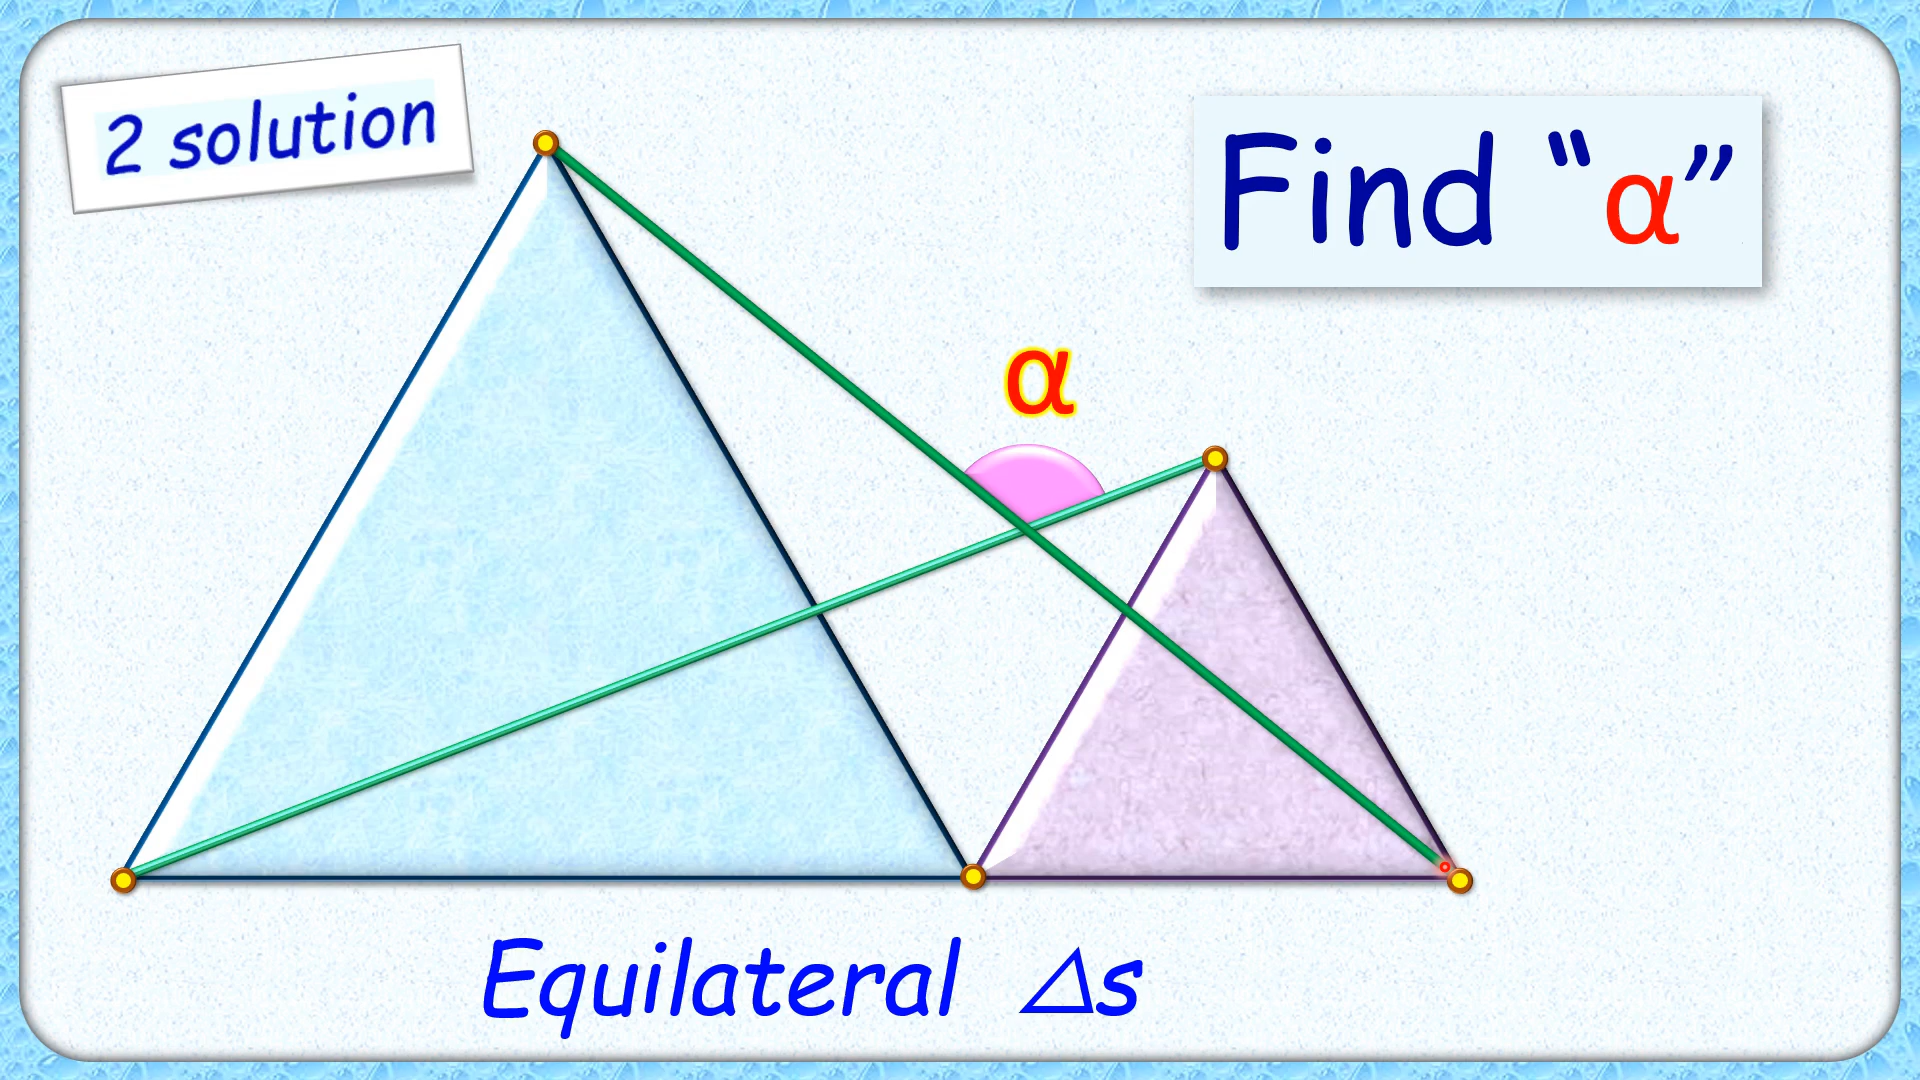 2 solution
Find “α”
α
Equilateral Δs